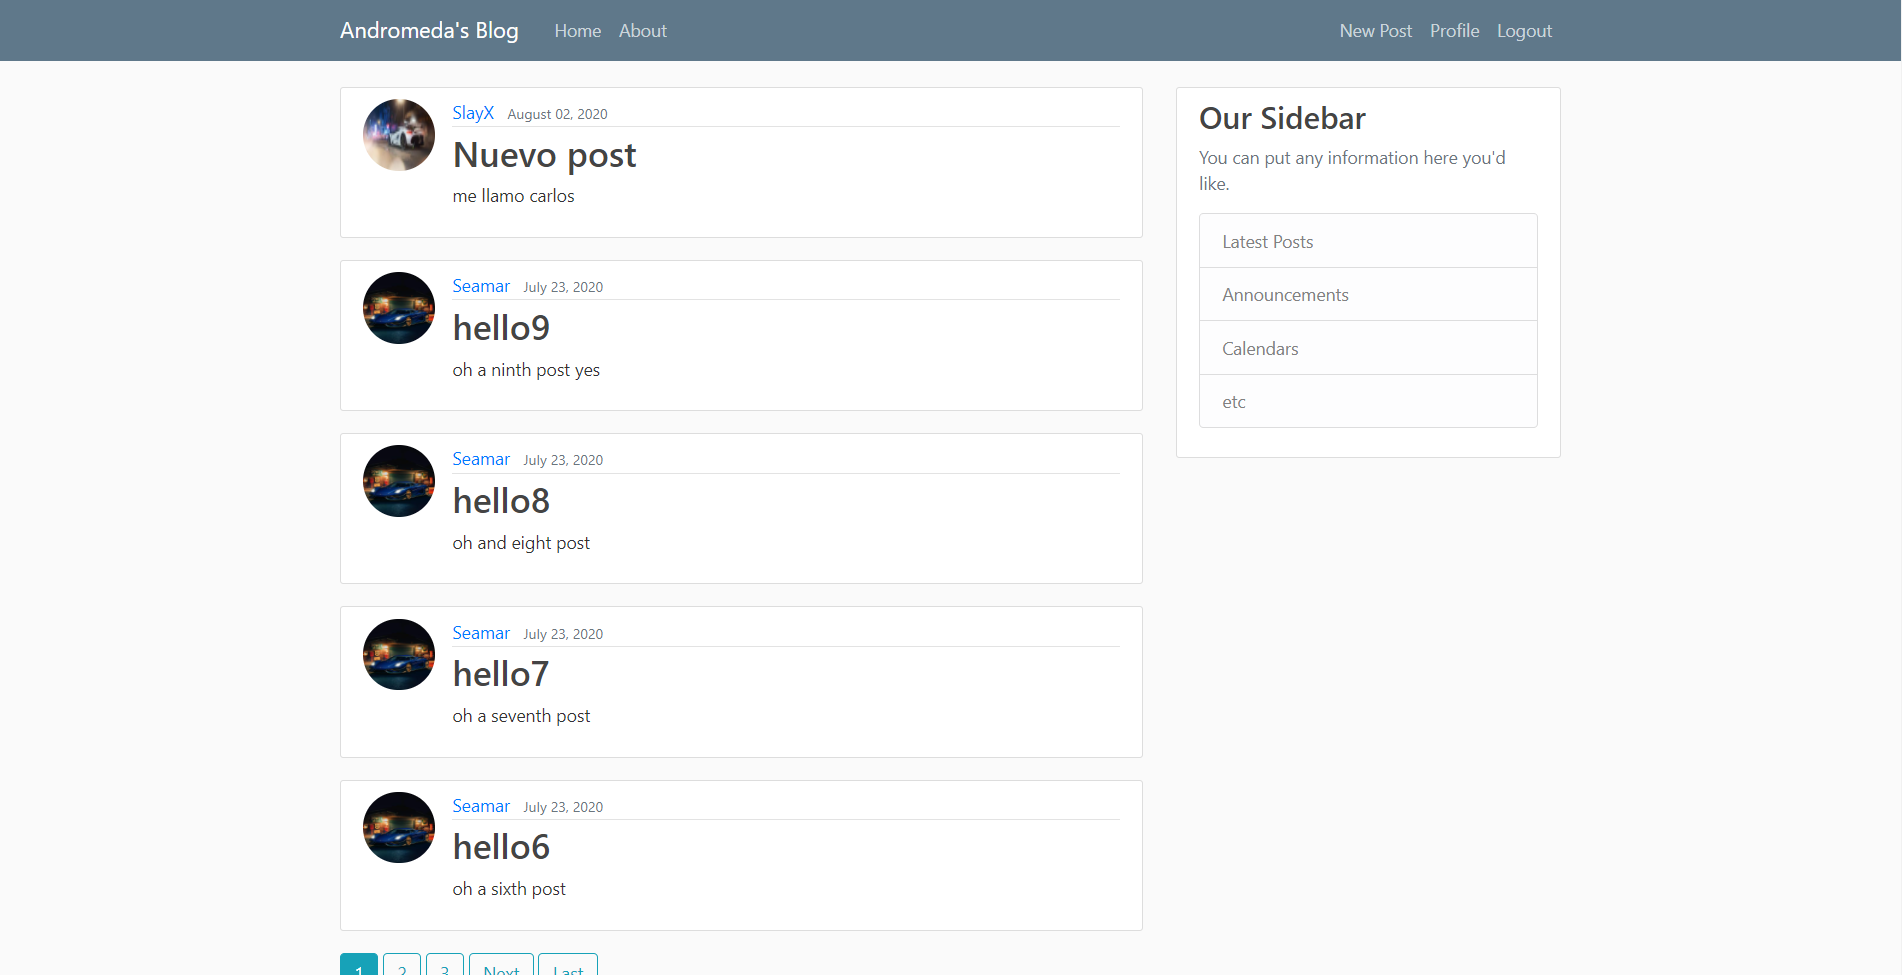 Andromeda's Blog Home About New Post Profile Logout
SlayX August 02, 2020
Nuevo post
me llamo carlos
Seamar July 23, 2020
hello9
oh a ninth post yes
Seamar July 23, 2020
hello8
oh and eight post
Seamar July 23, 2020
hello7
oh a seventh post
Seamar July 23, 2020
hello6
oh a sixth post
1 2 3 Next Last
Our Sidebar
You can put any information here you'd
like.
Latest Posts
Announcements
Calendars
etc